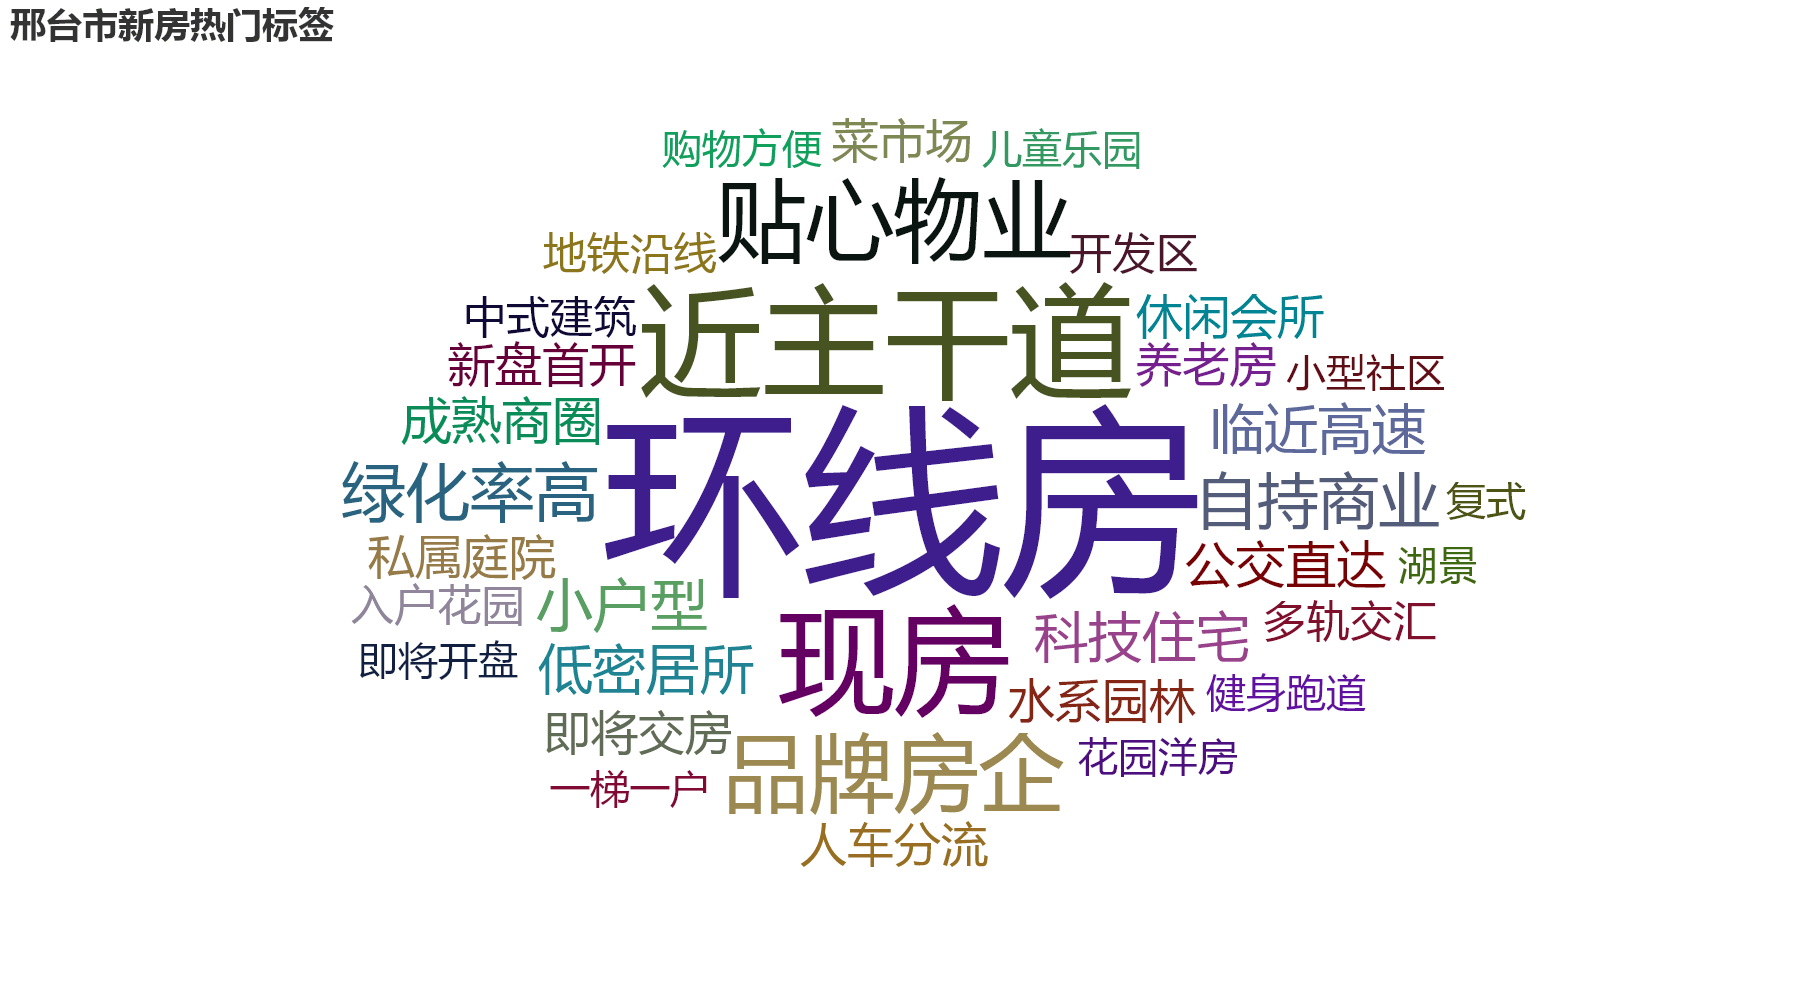 邢台市新房热门标签
购物方便
菜市场
儿童乐园
贴心物业
地铁沿线
开发区
近主干道
中式建筑
休闲会所
新盘首开
养老房
小型社区
成熟商圈
临近高速
环线房
绿化率高
自持商业
复式
私属庭院
公交直达
湖景
入户花园
小户型
现房
科技住宅
多轨交汇
即将开盘
低密居所
水系园林
健身跑道
即将交房
品牌房企
花园洋房
一梯一户
人车分流